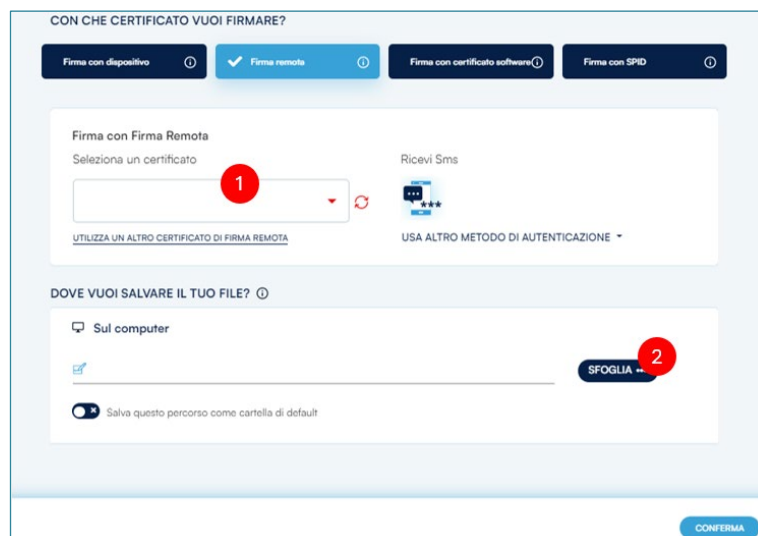 CON CHE CERTIFICATO VUOI FIRMARE?
Firma con dispositivo
Firma remota
Firma con certificato software
Firma con SPID
Firma con Firma Remota
Seleziona un certificato
Ricevi Sms
1
***
UTILIZZA UN ALTRO CERTIFICATO DI FIRMA REMOTA
USA ALTRO METODO DI AUTENTICAZIONE
DOVE VUOI SALVARE IL TUO FILE?
Sul computer
2
SFOGLIA
Salva questo percorso come cartella di default
CONFERMA